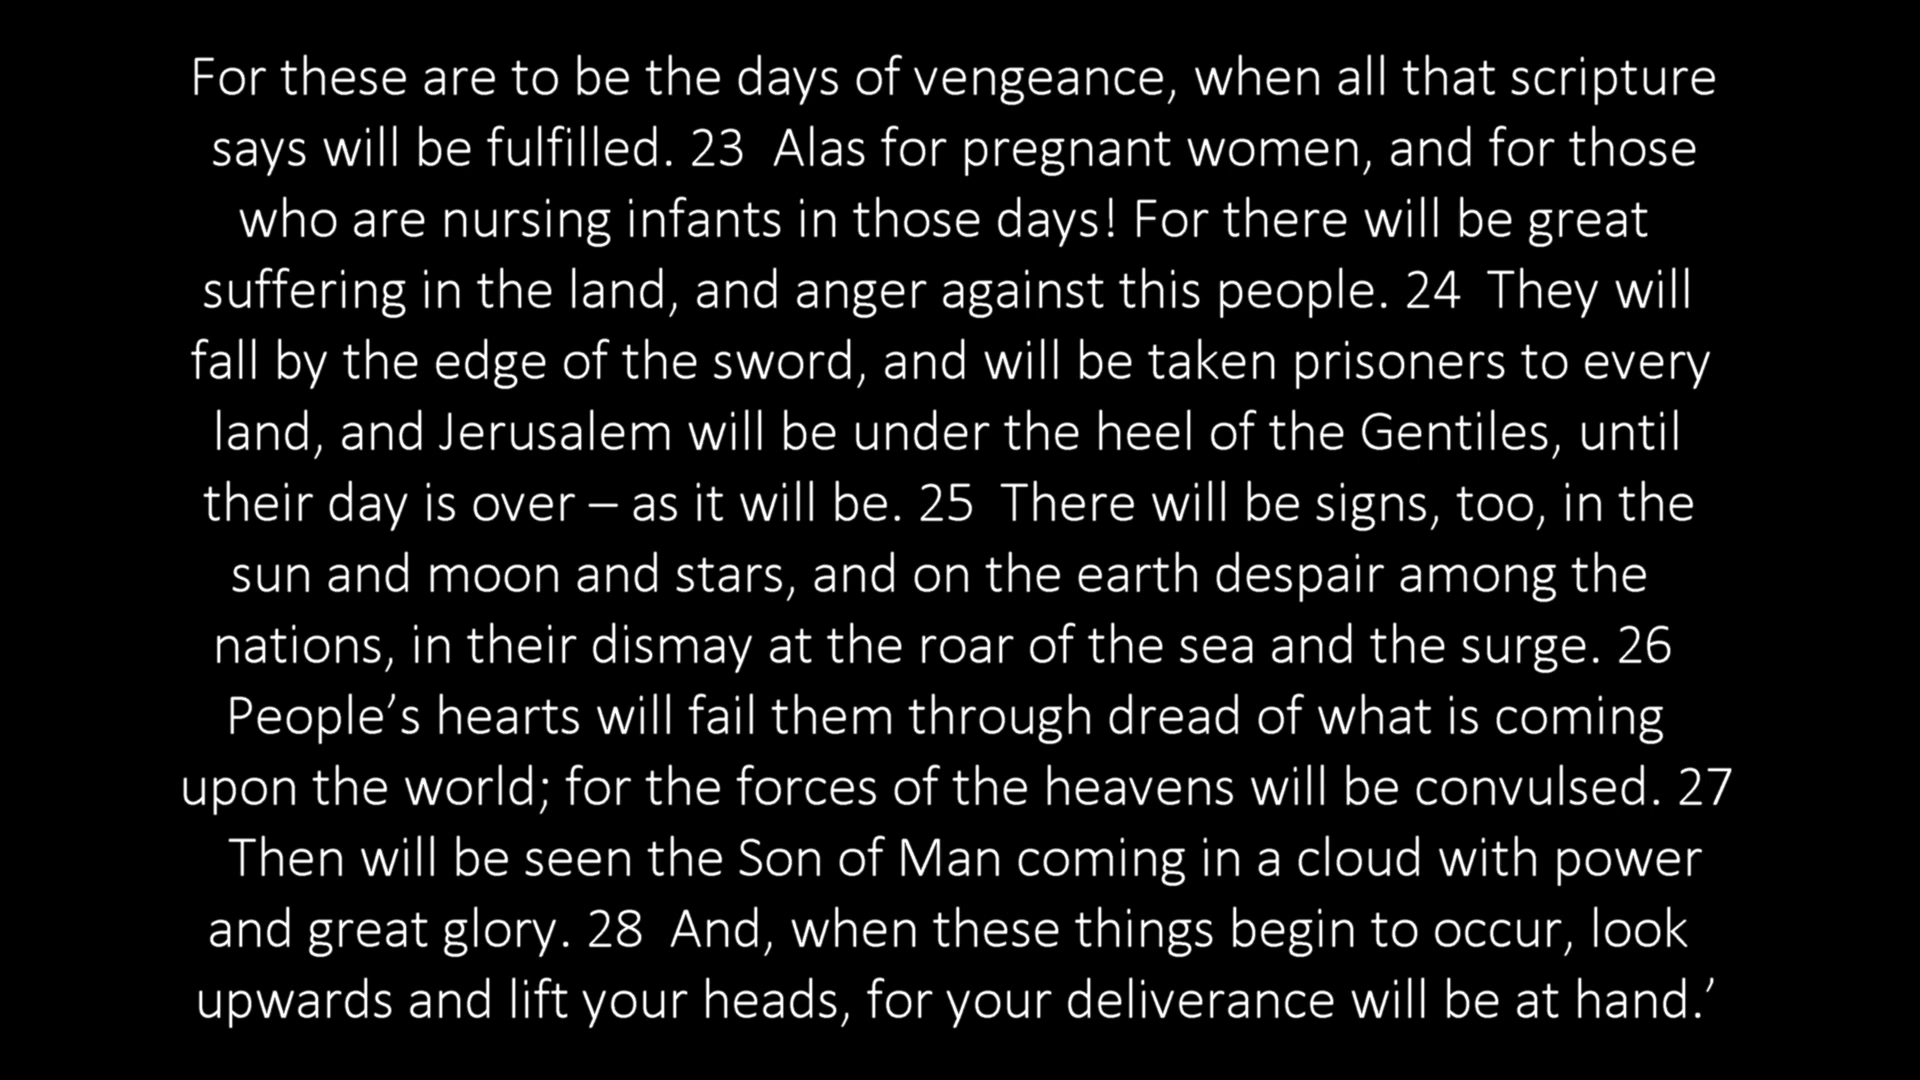 For these are to be the days of vengeance, when all that scripture
says will be fulfilled. 23  Alas for pregnant women, and for those
who are nursing infants in those days! For there will be great
suffering in the land, and anger against this people. 24  They will
fall by the edge of the sword, and will be taken prisoners to every
land, and Jerusalem will be under the heel of the Gentiles, until
their day is over – as it will be. 25  There will be signs, too, in the
sun and moon and stars, and on the earth despair among the
nations, in their dismay at the roar of the sea and the surge. 26
People’s hearts will fail them through dread of what is coming
upon the world; for the forces of the heavens will be convulsed. 27
Then will be seen the Son of Man coming in a cloud with power
and great glory. 28  And, when these things begin to occur, look
upwards and lift your heads, for your deliverance will be at hand.’